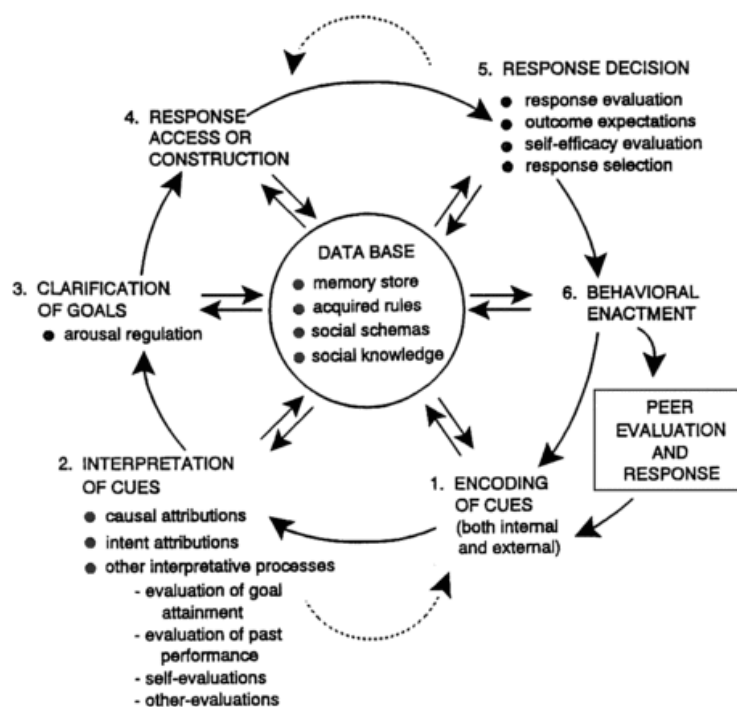 5. RESPONSE DECISION
● response evaluation
● outcome expectations
● self-efficacy evaluation
● response selection
4. RESPONSE
ACCESS OR
CONSTRUCTION
DATA BASE
● memory store
● acquired rules
● social schemas
● social knowledge
3. CLARIFICATION
OF GOALS
● arousal regulation
6. BEHAVIORAL
ENACTMENT
PEER
EVALUATION
AND
RESPONSE
2. INTERPRETATION
OF CUES
● causal attributions
● intent attributions
● other interpretative processes
- evaluation of goal
attainment
- evaluation of past
performance
- self-evaluations
- other-evaluations
1. ENCODING
OF CUES
(both internal
and external)